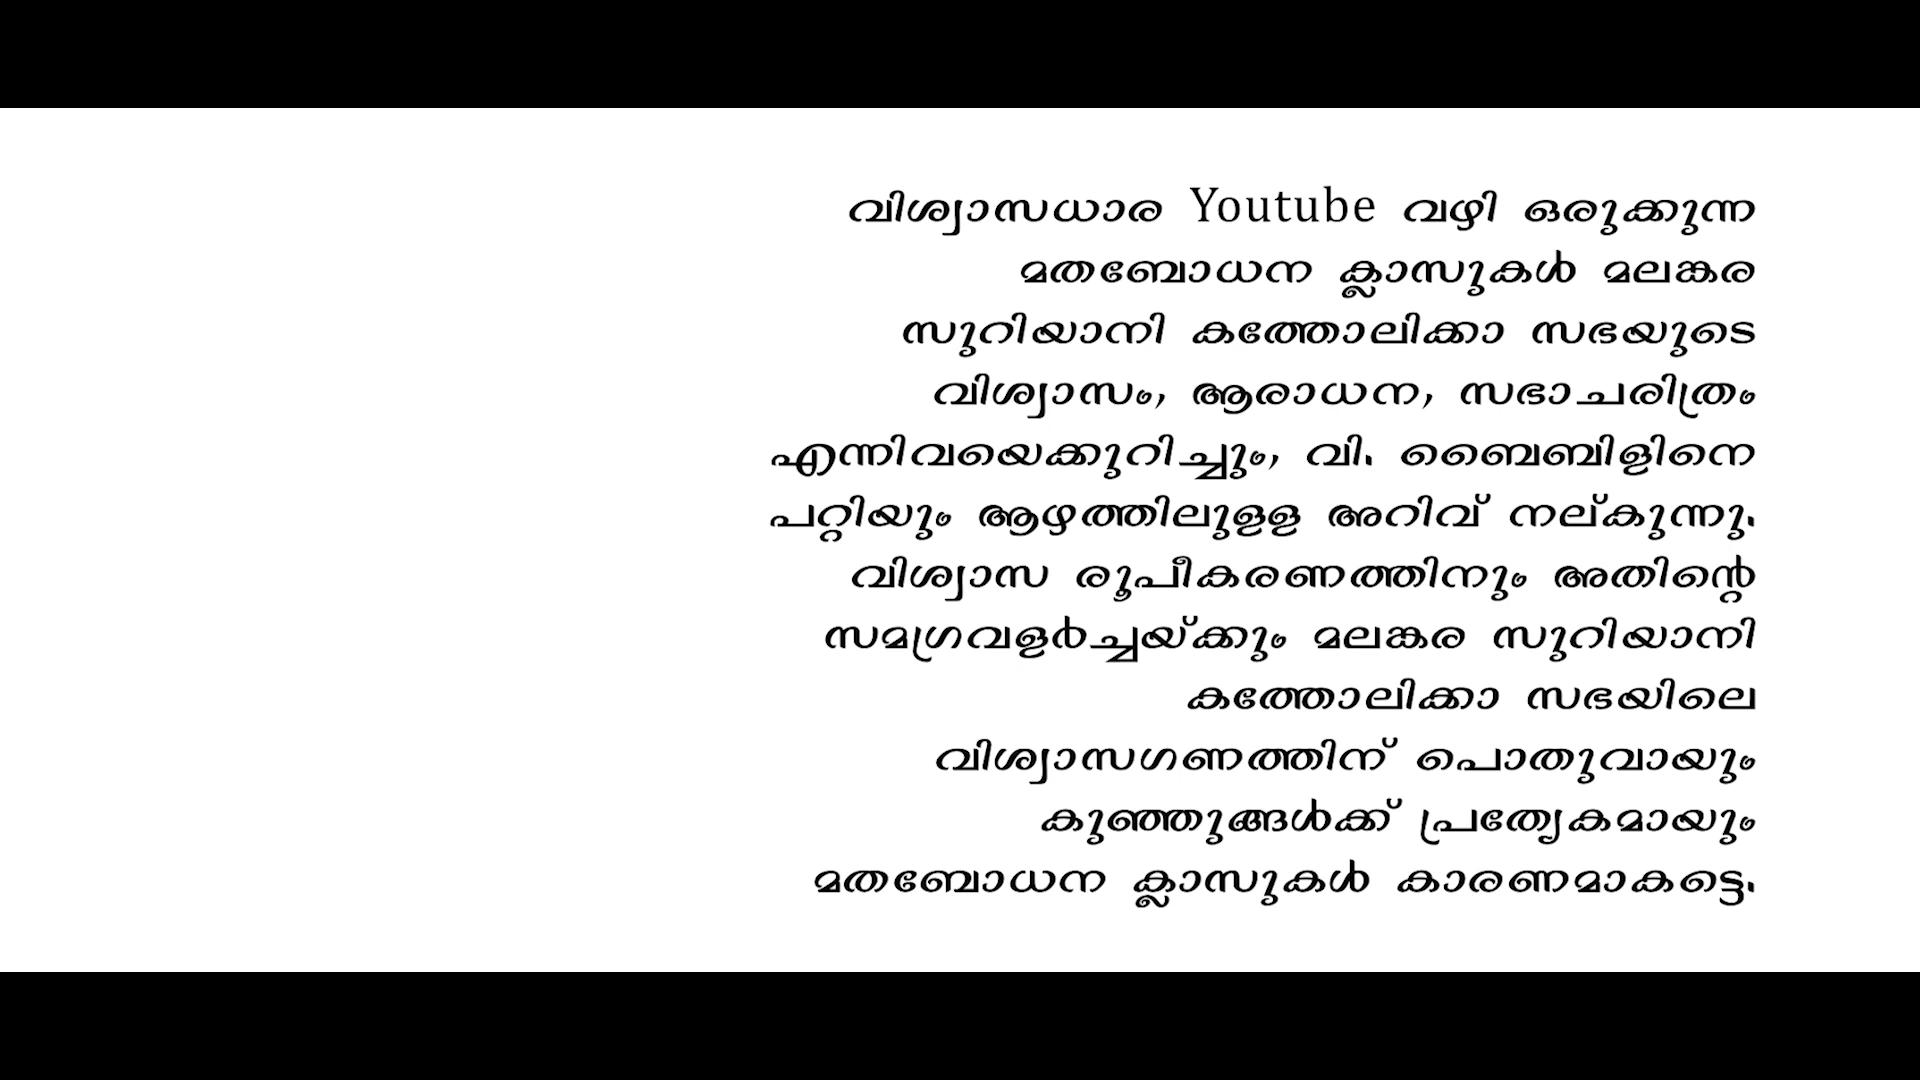 വിശ്വാസധാര Youtube വഴി ഒരുക്കുന്ന
മതബോധന ക്ലാസുകൾ മലങ്കര
സുറിയാനി കത്തോലിക്കാ സഭയുടെ
വിശ്വാസം, ആരാധന, സഭാചരിത്രം
എന്നിവയെക്കുറിച്ചും, വി. ബൈബിളിനെ
പറ്റിയും ആഴത്തിലുളള അറിവ് നല്കുന്നു.
വിശ്വാസ രൂപീകരണത്തിനും അതിന്റെ
സമഗ്രവളർച്ചയ്ക്കും മലങ്കര സുറിയാനി
കത്തോലിക്കാ സഭയിലെ
വിശ്വാസഗണത്തിന് പൊതുവായും
കുഞ്ഞുങ്ങൾക്ക് പ്രത്യേകമായും
മതബോധന ക്ലാസുകൾ കാരണമാകട്ടെ.